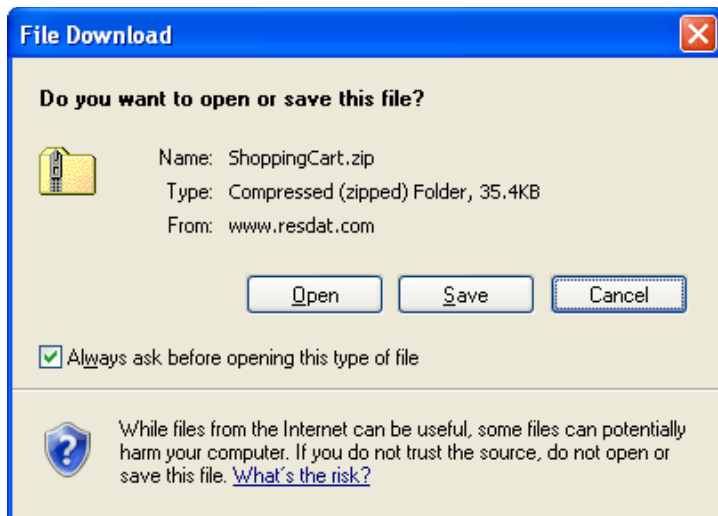 File Download
Do you want to open or save this file?
Name: ShoppingCart.zip
Type: Compressed (zipped) Folder, 35.4KB
From: www.resdat.com
Open Save Cancel
Always ask before opening this type of file
While files from the Internet can be useful, some files can potentially
harm your computer. If you do not trust the source, do not open or
save this file. What's the risk?